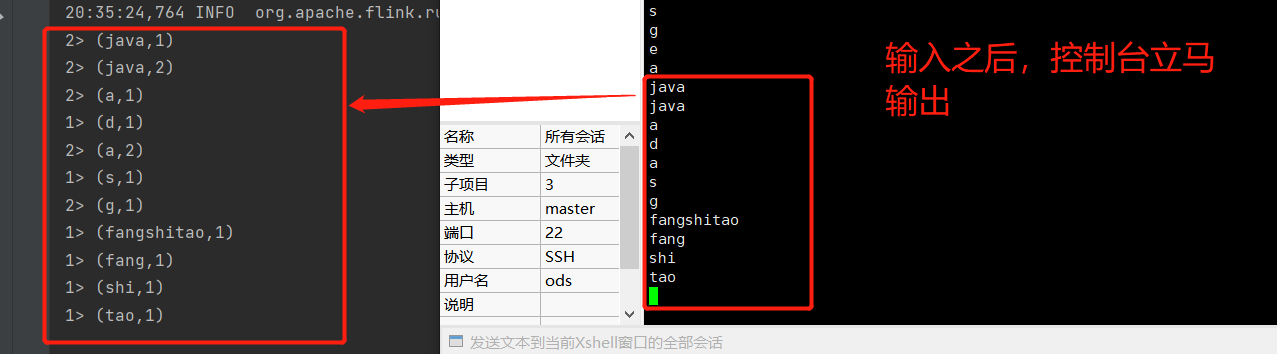 20:35:24,764 INFO org.apache.flink.ru
2> (java,1)
2> (java,2)
2> (a,1)
1> (d,1)
2> (a,2)
1> (s,1)
2> (g,1)
1> (fangshitao,1)
1> (fang,1)
1> (shi,1)
1> (tao,1)
名称 所有会话
类型 文件夹
子项目 3
主机 master
端口 22
协议 SSH
用户名 ods
说明
发送文本到当前Xshell窗口的全部会话
s
g
e
a
java
java
a
d
a
s
g
fangshitao
fang
shi
tao
输入之后，控制台立马
输出